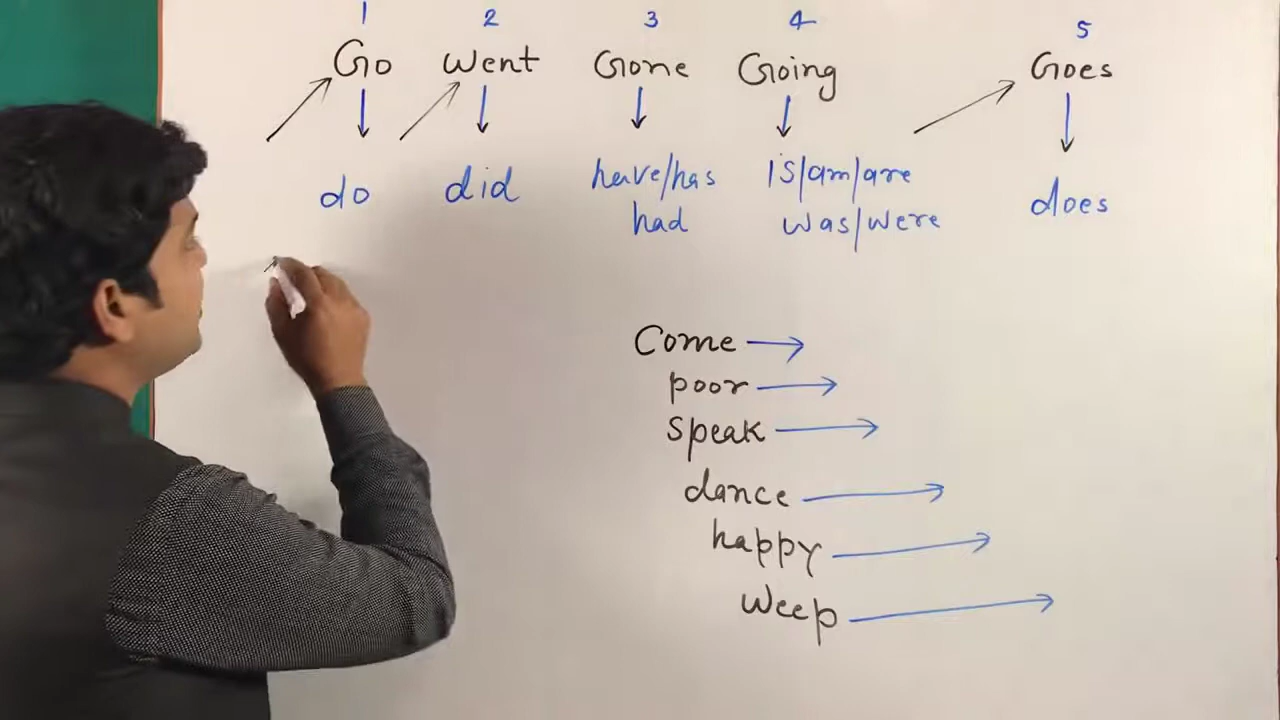 1 2 3 4 5
Go Went Gone Going Goes
do did have/has is/am/are does
had was/were
Come
poor
speak
dance
happy
weep